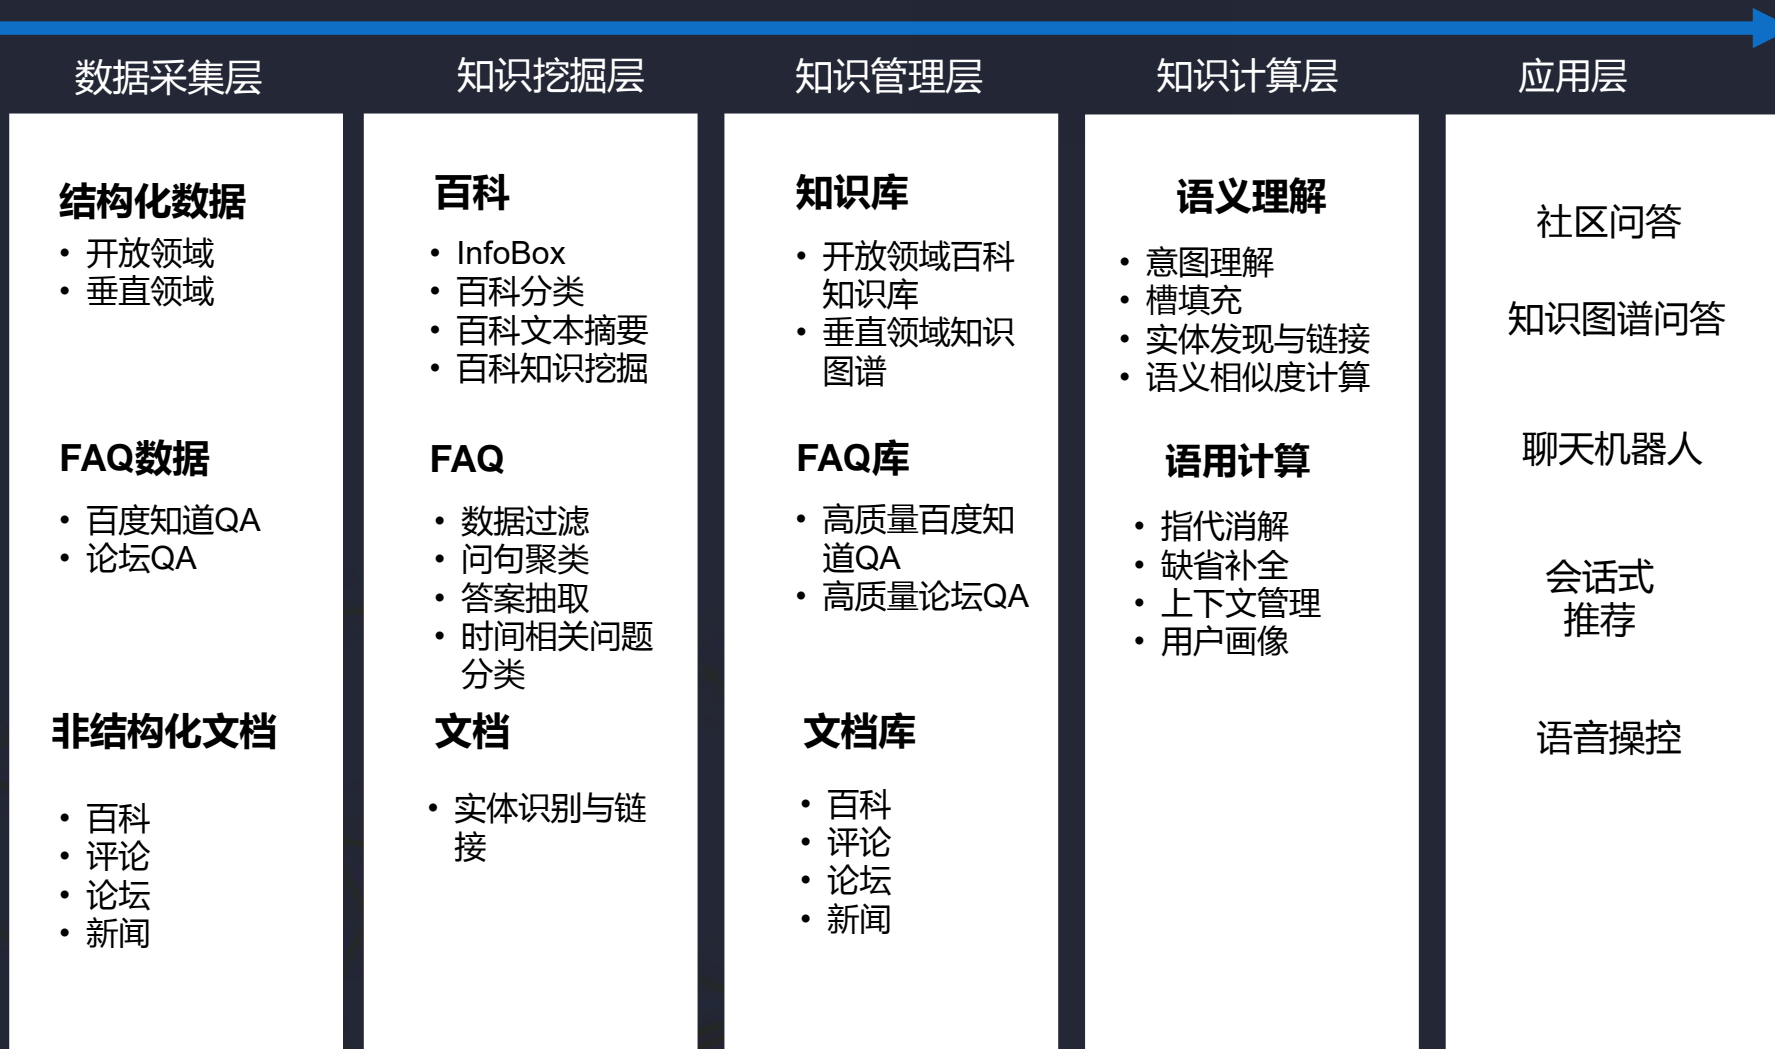 数据采集层
知识挖掘层
知识管理层
知识计算层
应用层
结构化数据
• 开放领域
• 垂直领域
FAQ数据
• 百度知道QA
• 论坛QA
非结构化文档
• 百科
• 评论
• 论坛
• 新闻
百科
• InfoBox
• 百科分类
• 百科文本摘要
• 百科知识挖掘
FAQ
• 数据过滤
• 问句聚类
• 答案抽取
• 时间相关问题
分类
文档
• 实体识别与链
接
知识库
• 开放领域百科
知识库
• 垂直领域知识
图谱
FAQ库
• 高质量百度知
道QA
• 高质量论坛QA
文档库
• 百科
• 评论
• 论坛
• 新闻
语义理解
• 意图理解
• 槽填充
• 实体发现与链接
• 语义相似度计算
语用计算
• 指代消解
• 缺省补全
• 上下文管理
• 用户画像
社区问答
知识图谱问答
聊天机器人
会话式
推荐
语音操控